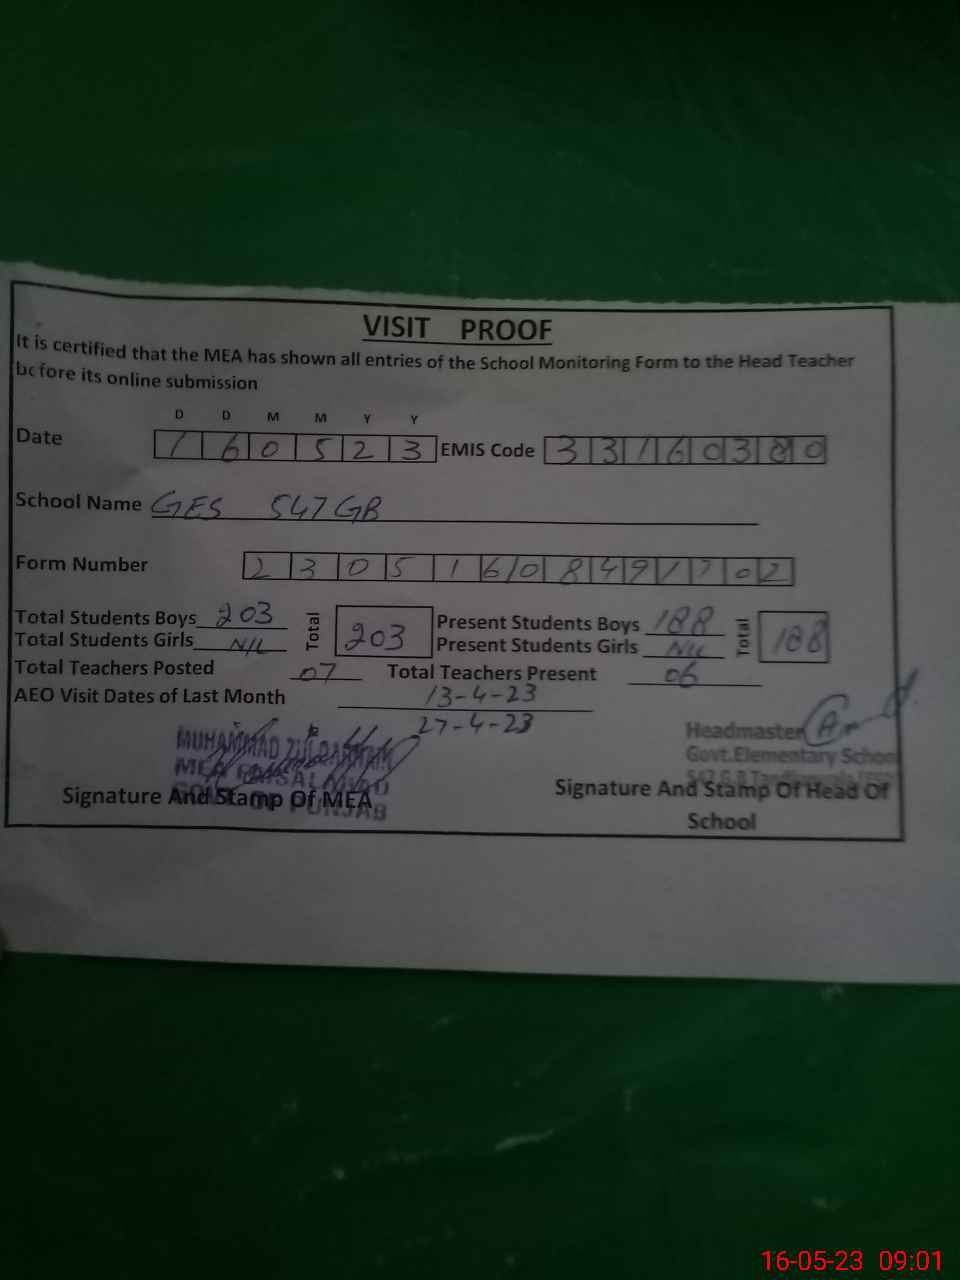 VISIT PROOF
It is certified that the MEA has shown all entries of the School Monitoring Form to the Head Teacher
before its online submission
D D M M Y Y
Date 1 6 0 5 2 3 EMIS Code 3 3 1 6 0 3 0
School Name GES 547 GB
Form Number 2 3 0 5 1 6 0 8 4 9 1 0 2
Total Students Boys 203 Total 203 Present Students Boys 188 Total 188
Total Students Girls NIL Present Students Girls NIL
Total Teachers Posted 07 Total Teachers Present 06
AEO Visit Dates of Last Month 13-4-23
27-4-23
MUHAMMAD
MEA FAISALABAD
PUNJAB
Signature And Stamp Of MEA
Headmaster
Govt.Elementary School
G.B
Signature And Stamp Of Head Of
School
16-05-23 09:01